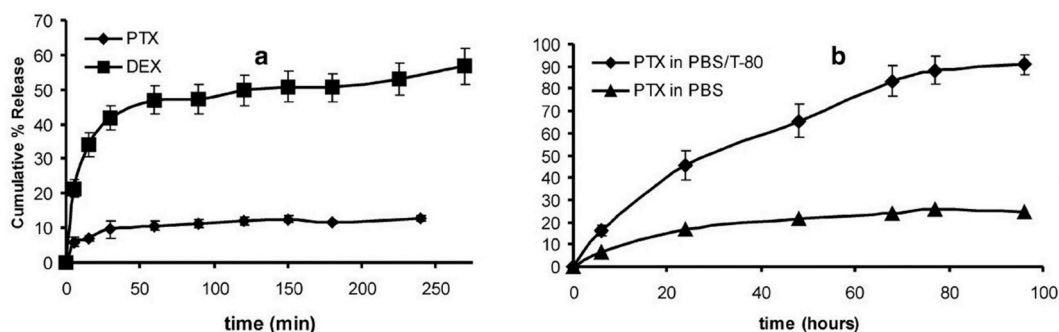 70
60
50
40
30
20
10
0
Cumulative % Release
PTX
DEX
a
0 50 100 150 200 250
time (min)
100
90
80
70
60
50
40
30
20
10
0
PTX in PBS/T-80
PTX in PBS
b
0 20 40 60 80 100
time (hours)